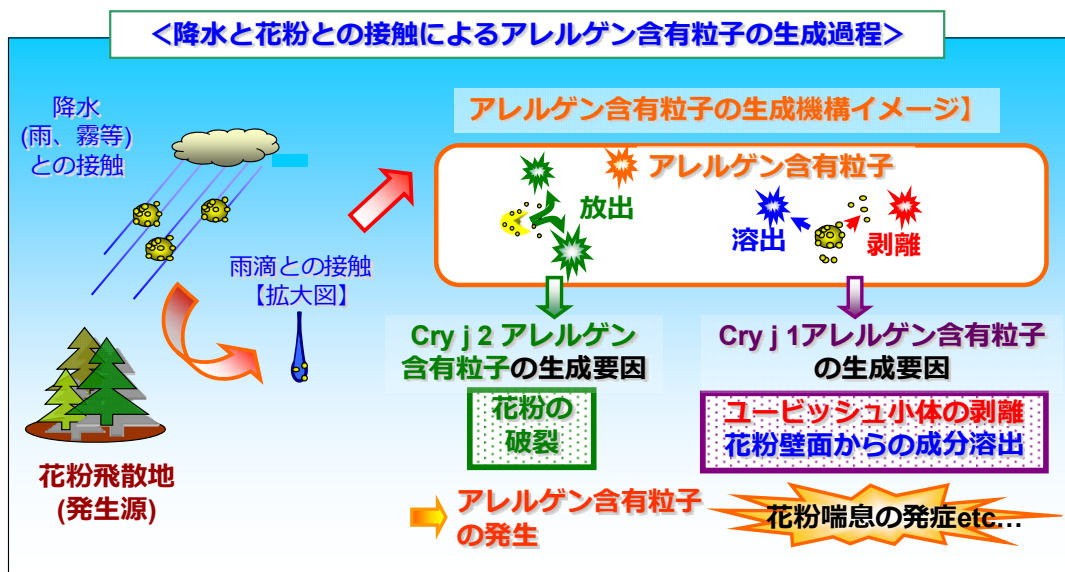 ＜降水と花粉との接触によるアレルゲン含有粒子の生成過程＞
降水
(雨、霧等)
との接触
アレルゲン含有粒子の生成機構イメージ】
アレルゲン含有粒子
放出
溶出
剥離
雨滴との接触
【拡大図】
Cry j 2 アレルゲン
含有粒子の生成要因
花粉の
破裂
Cry j 1アレルゲン含有粒子
の生成要因
ユービッシュ小体の剥離
花粉壁面からの成分溶出
花粉飛散地
(発生源)
アレルゲン含有粒子
の発生
花粉喘息の発症etc…